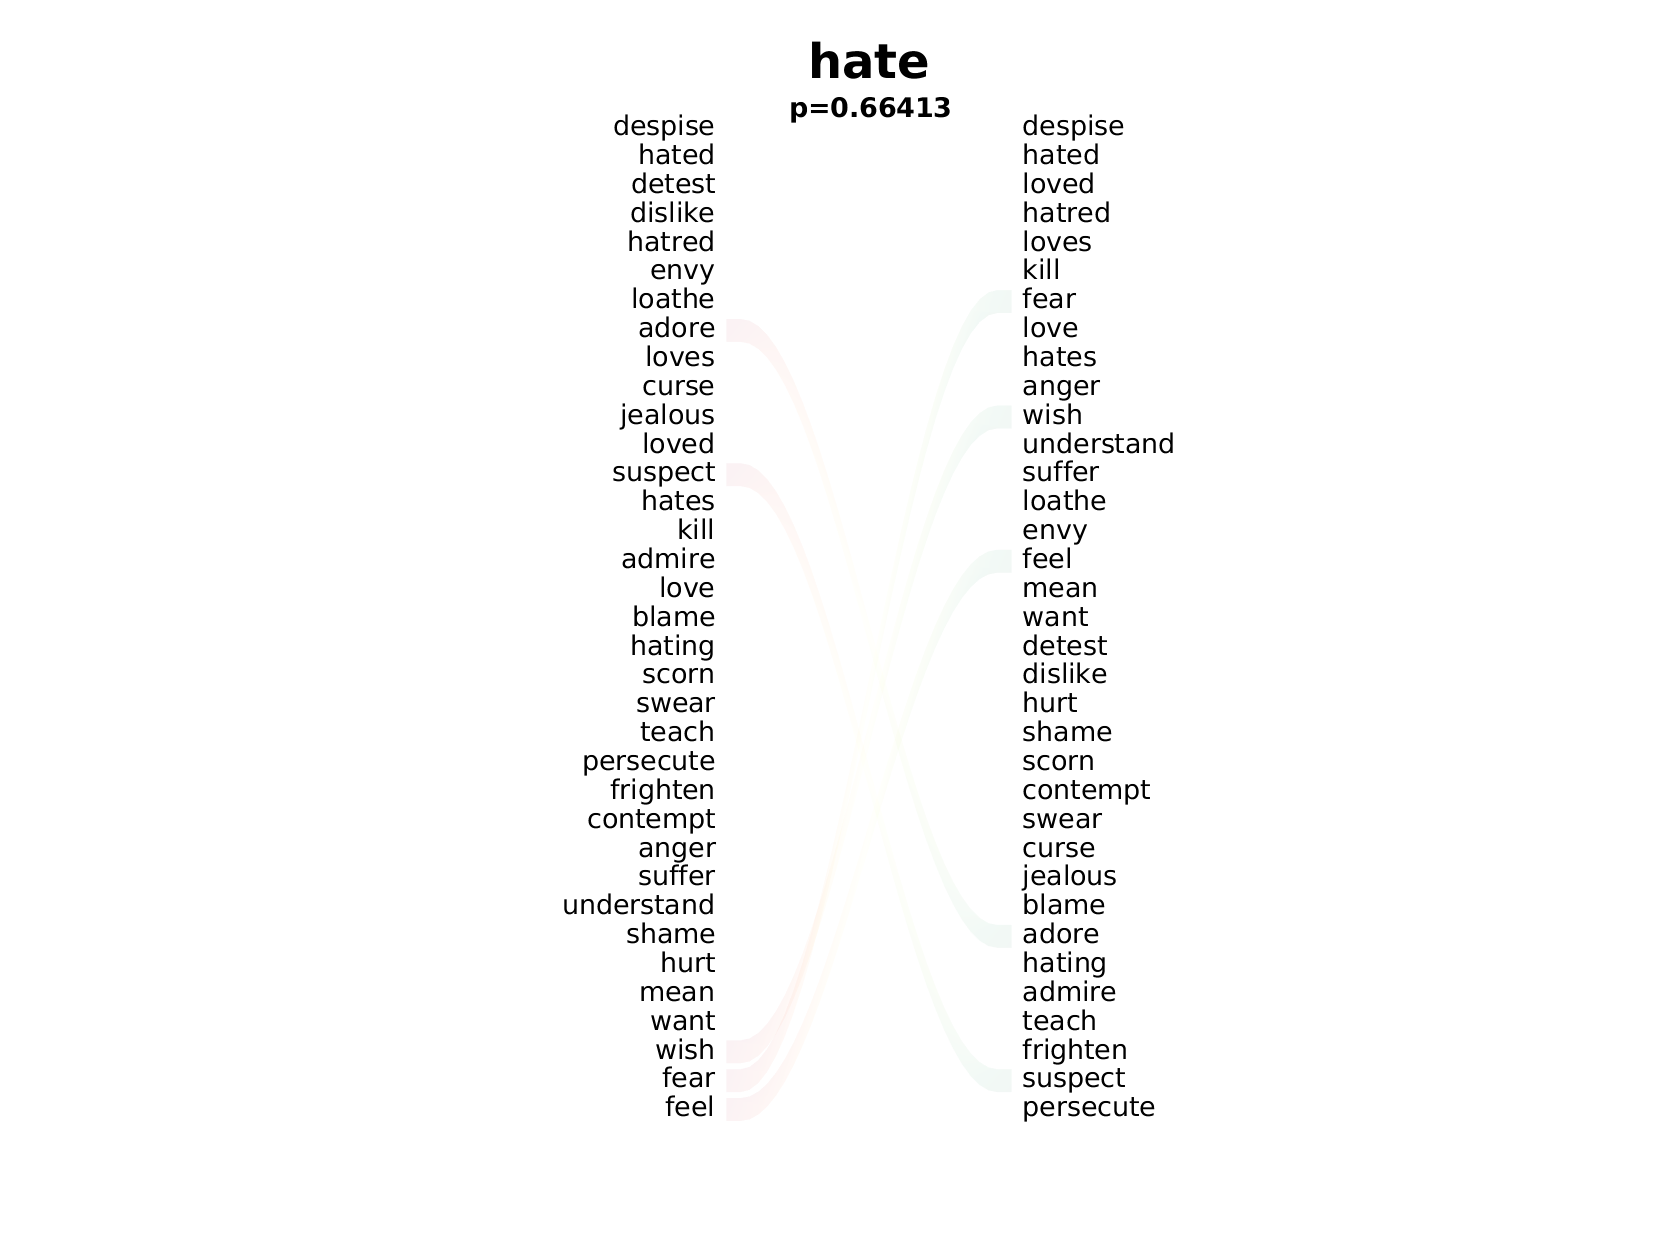 hate
p=0.66413
despise
hated
detest
dislike
hatred
envy
loathe
adore
loves
curse
jealous
loved
suspect
hates
kill
admire
love
blame
hating
scorn
swear
teach
persecute
frighten
contempt
anger
suffer
understand
shame
hurt
mean
want
wish
fear
feel
despise
hated
loved
hatred
loves
kill
fear
love
hates
anger
wish
understand
suffer
loathe
envy
feel
mean
want
detest
dislike
hurt
shame
scorn
contempt
swear
curse
jealous
blame
adore
hating
admire
teach
frighten
suspect
persecute